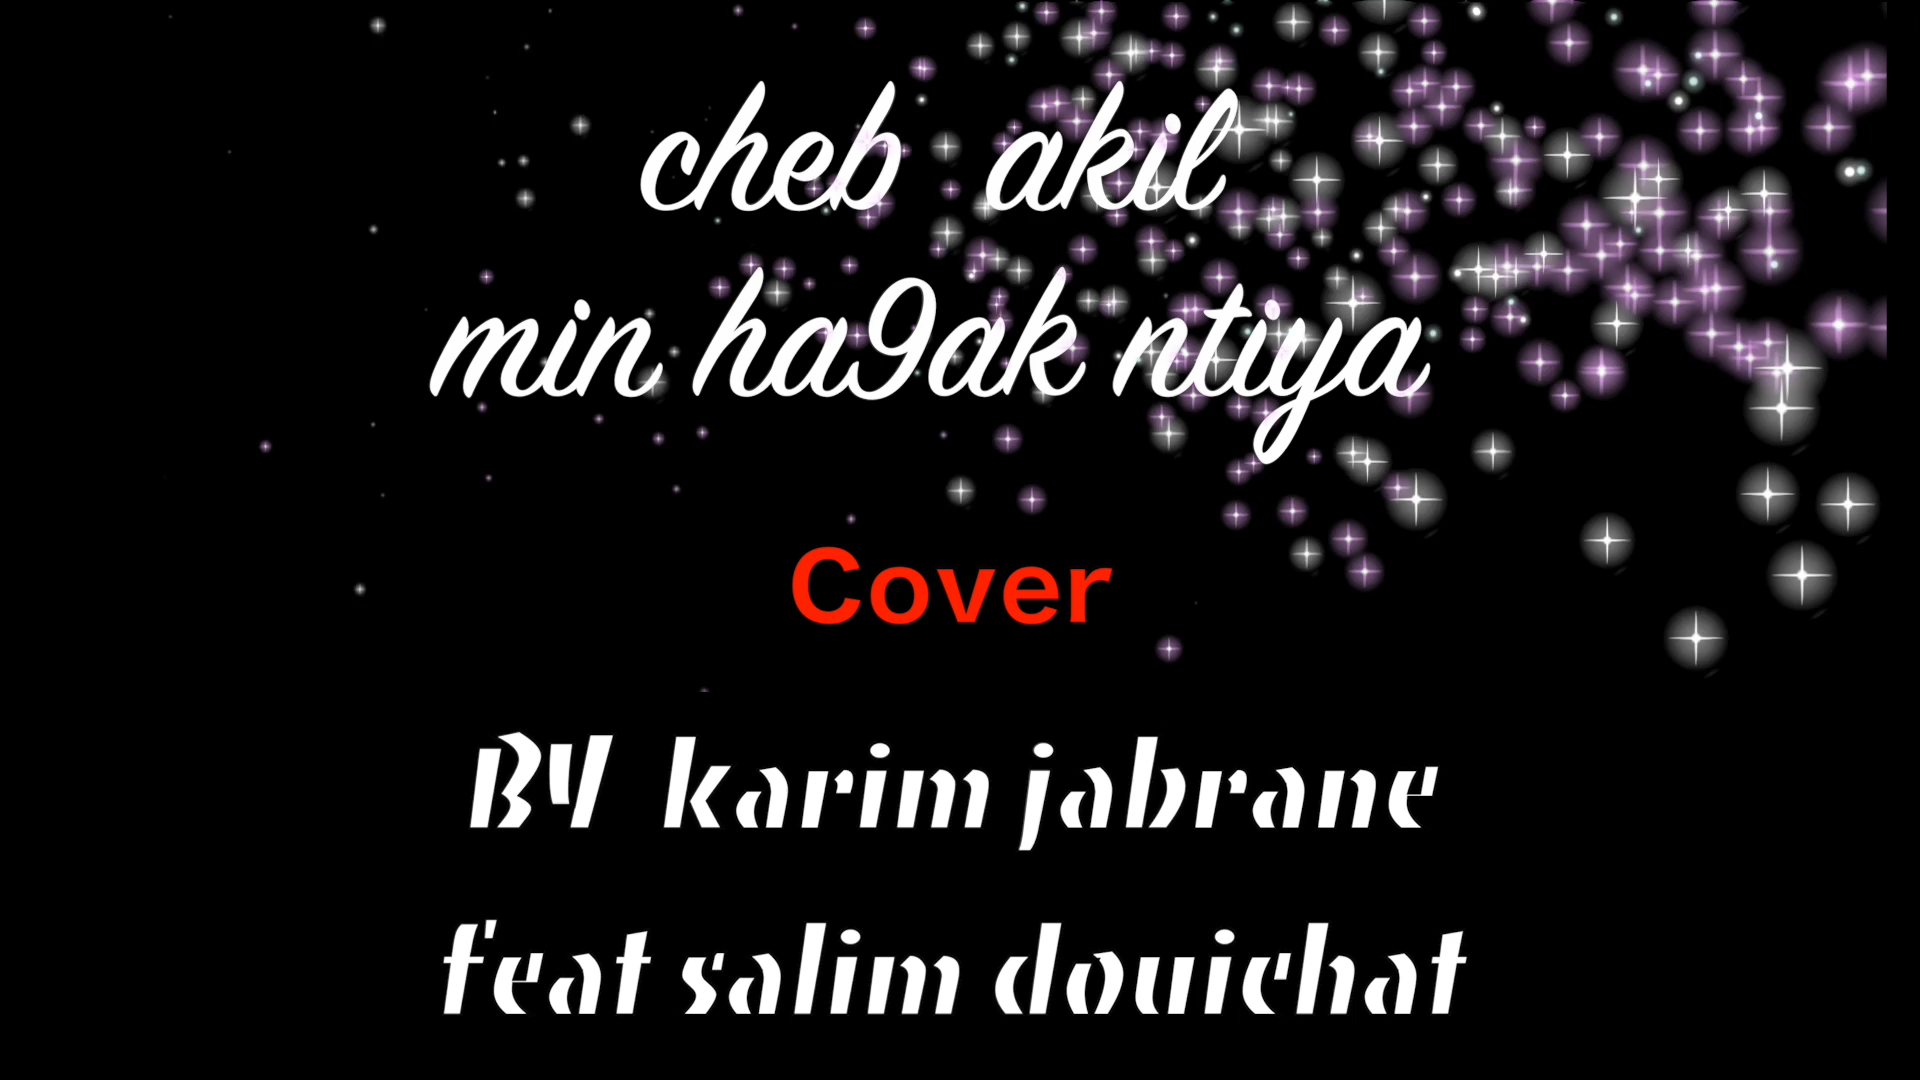 cheb akil
min ha9ak ntiya
Cover
BY karim jabrane
feat salim douichat